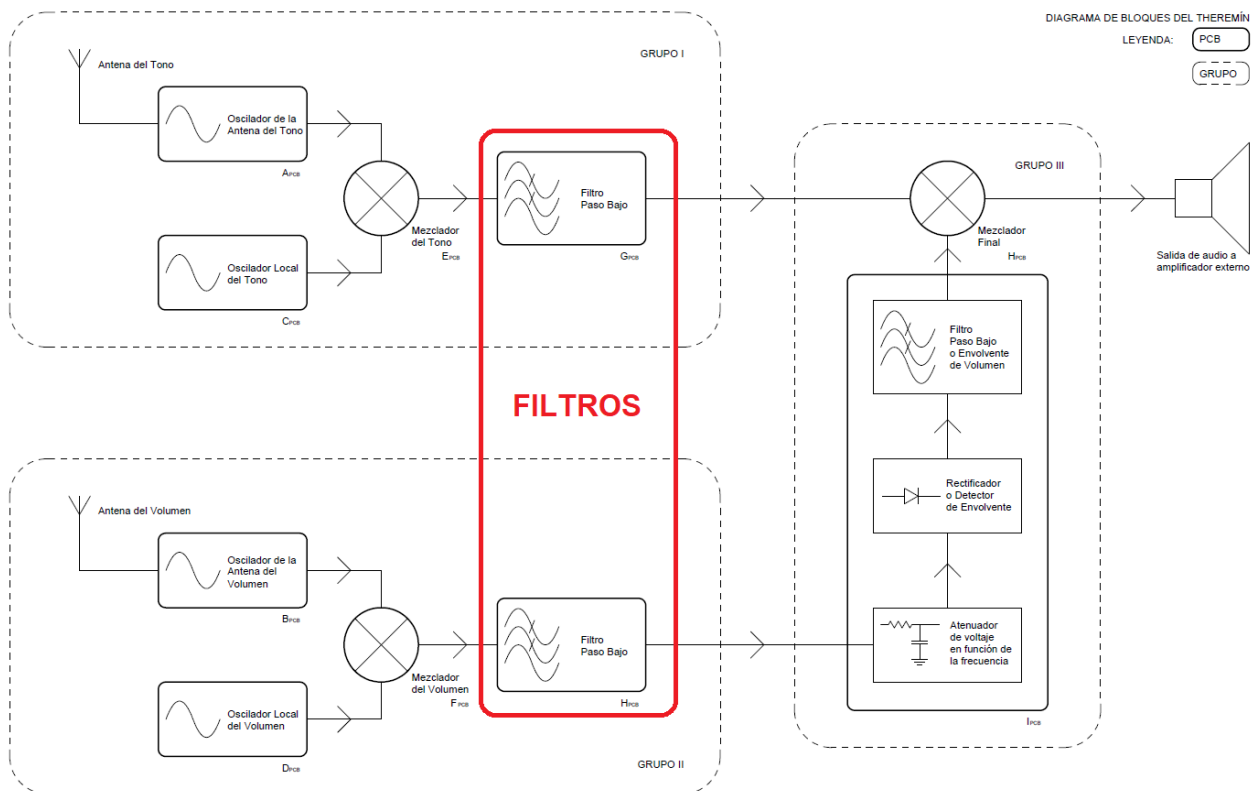 DIAGRAMA DE BLOQUES DEL THEREMÍN
LEYENDA:
PCB
GRUPO
GRUPO I
Antena del Tono
Oscilador de la
Antena del Tono
APCB
Oscilador Local
del Tono
CPCB
Mezclador
del Tono
EPCB
Filtro
Paso Bajo
GPCB
FILTROS
GRUPO II
Antena del Volumen
Oscilador de la
Antena del
Volumen
BPCB
Oscilador Local
del Volumen
DPCB
Mezclador
del Volumen
FPCB
Filtro
Paso Bajo
HPCB
GRUPO III
Mezclador
Final
HPCB
Filtro
Paso Bajo
o Envolvente
de Volumen
Rectificador
o Detector
de Envolvente
Atenuador
de voltaje
en función de
la frecuencia
IPCB
Salida de audio a
amplificador externo